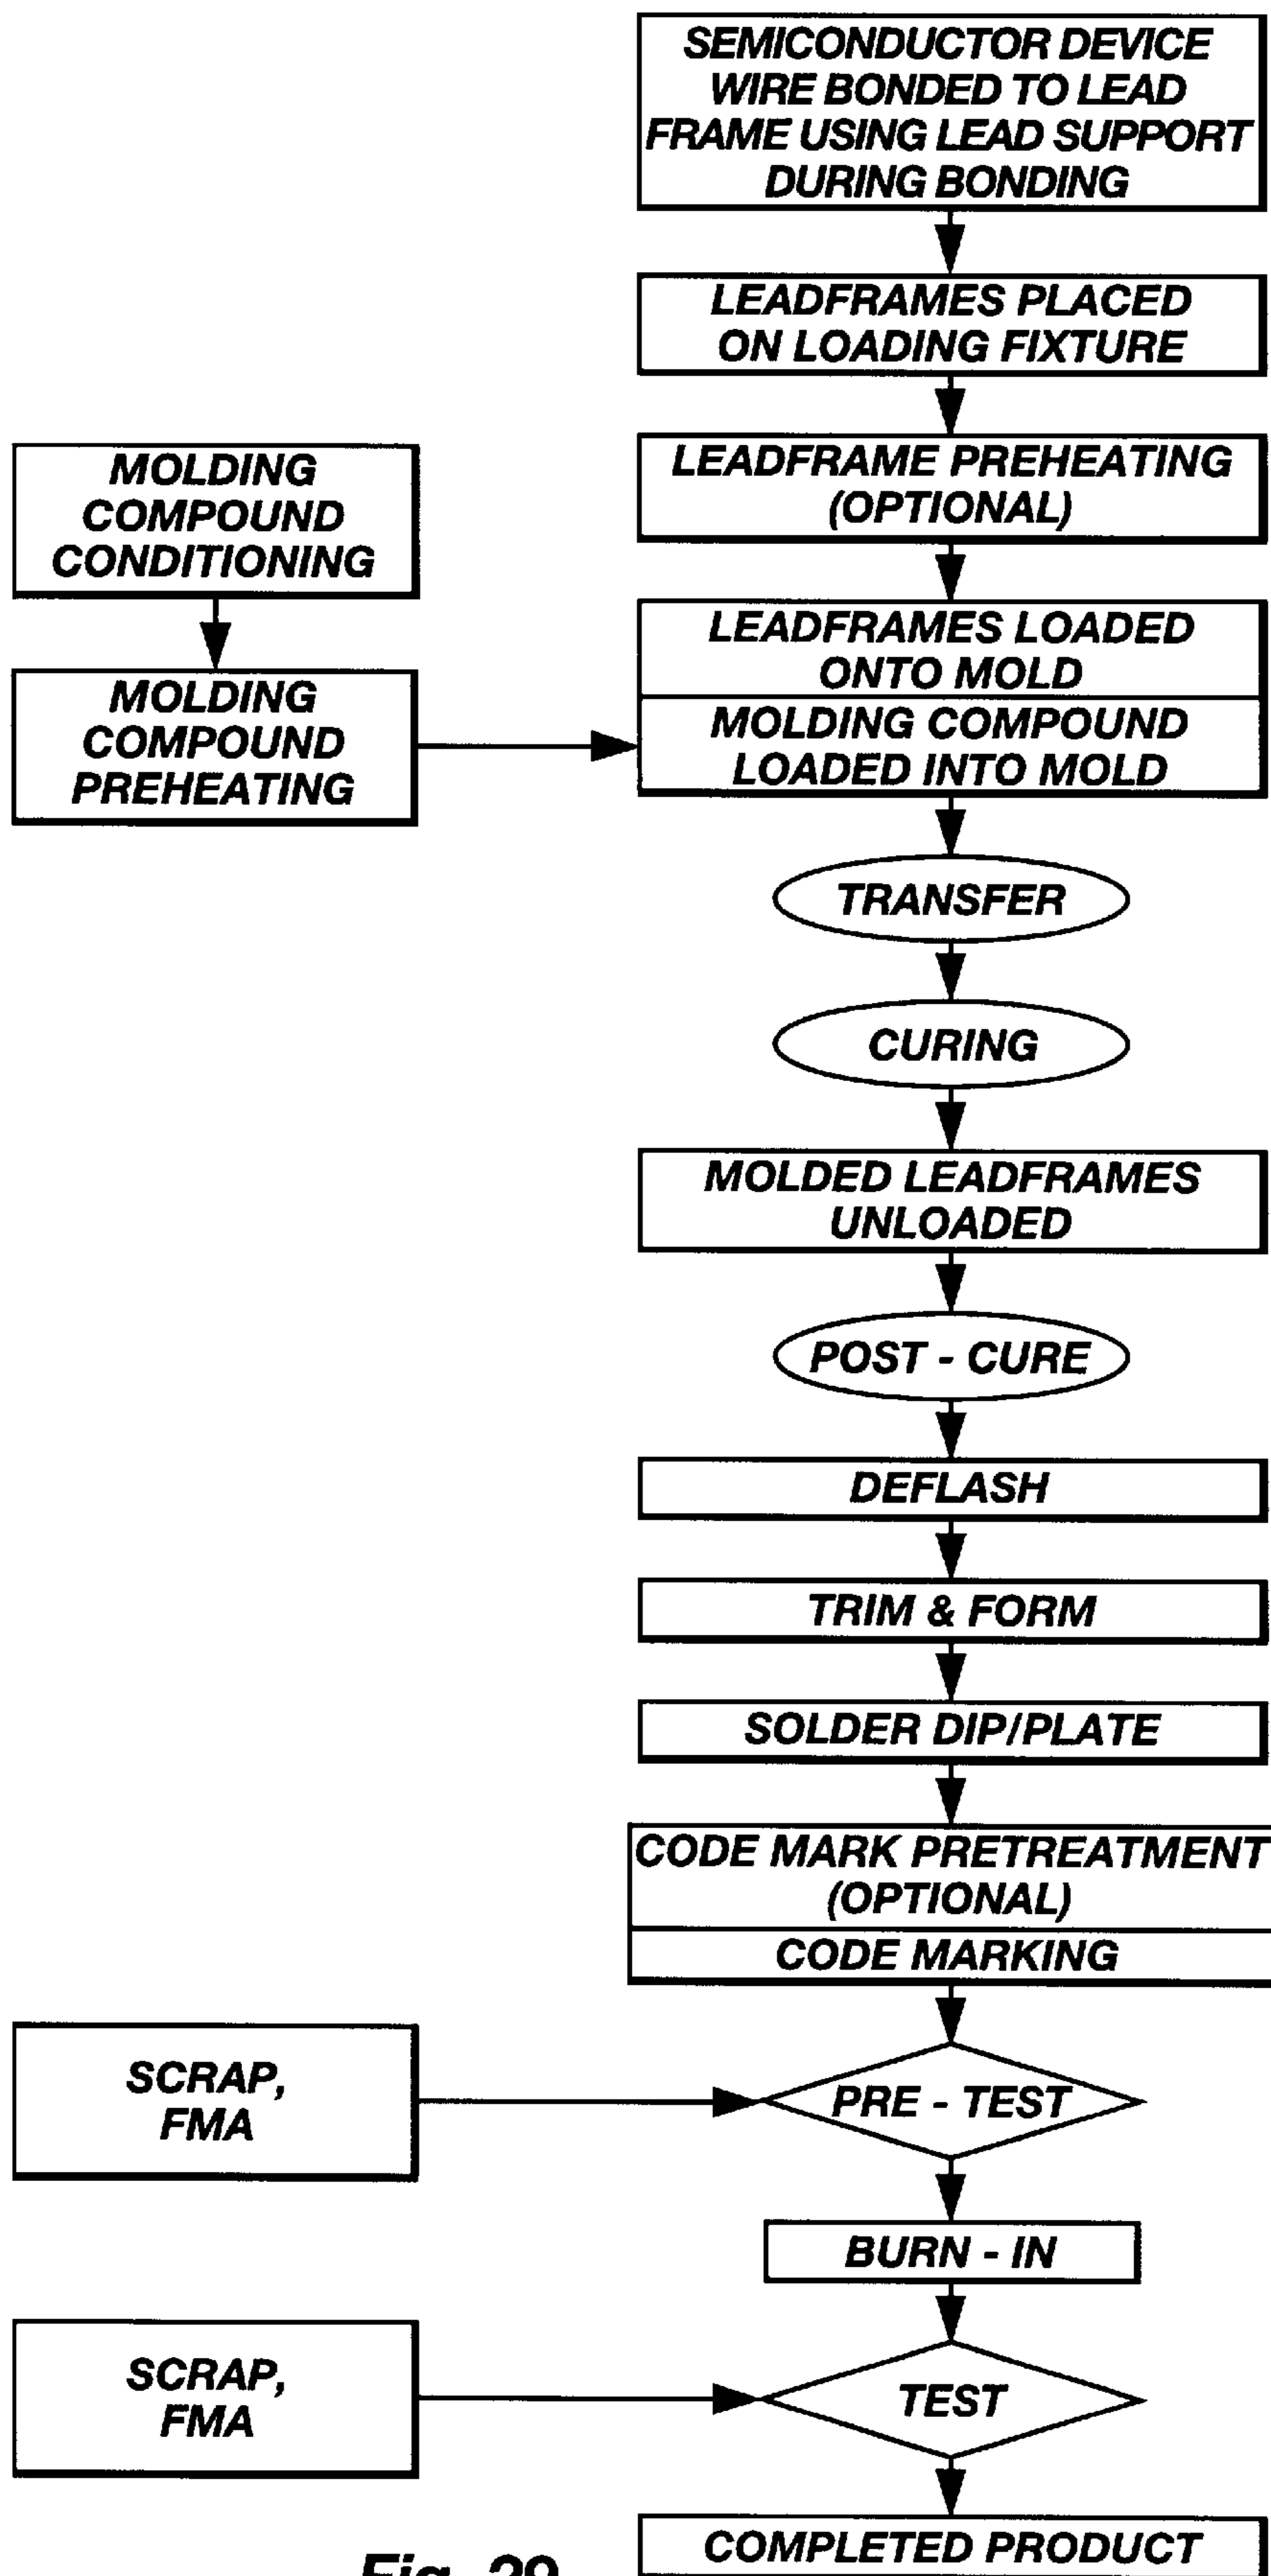 SEMICONDUCTOR DEVICE
WIRE BONDED TO LEAD
FRAME USING LEAD SUPPORT
DURING BONDING
LEADFRAMES PLACED
ON LOADING FIXTURE
LEADFRAME PREHEATING
(OPTIONAL)
MOLDING
COMPOUND
CONDITIONING
LEADFRAMES LOADED
ONTO MOLD
MOLDING
COMPOUND
PREHEATING
MOLDING COMPOUND
LOADED INTO MOLD
TRANSFER
CURING
MOLDED LEADFRAMES
UNLOADED
POST - CURE
DEFLASH
TRIM & FORM
SOLDER DIP/PLATE
CODE MARK PRETREATMENT
(OPTIONAL)
CODE MARKING
SCRAP,
FMA
PRE - TEST
BURN - IN
SCRAP,
FMA
TEST
COMPLETED PRODUCT
Fig. 29